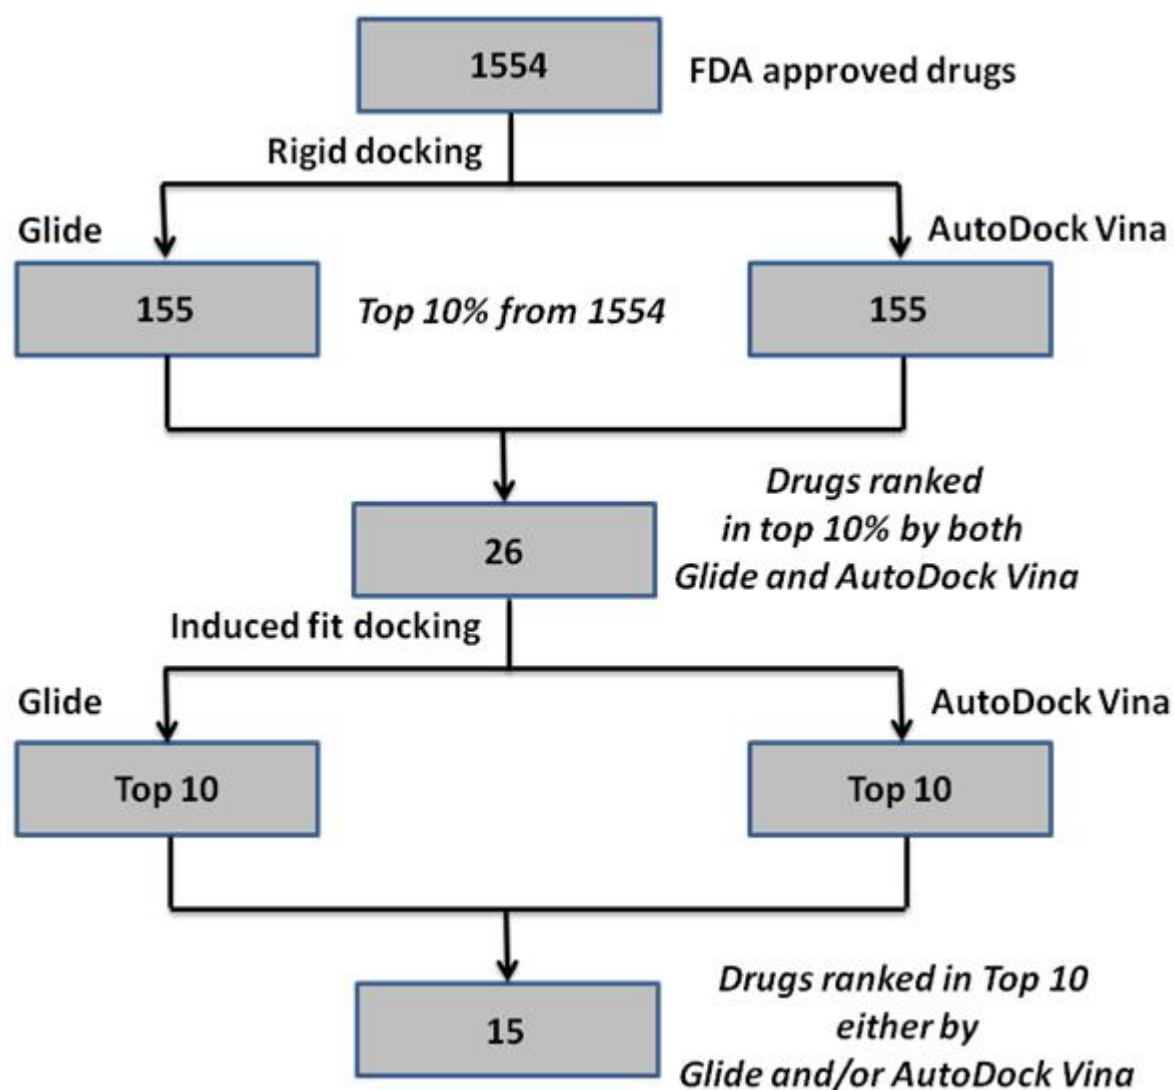 1554
FDA approved drugs
Rigid docking
Glide
AutoDock Vina
155
Top 10% from 1554
155
Drugs ranked
in top 10% by both
Glide and AutoDock Vina
26
Induced fit docking
Glide
AutoDock Vina
Top 10
Top 10
15
Drugs ranked in Top 10
either by
Glide and/or AutoDock Vina